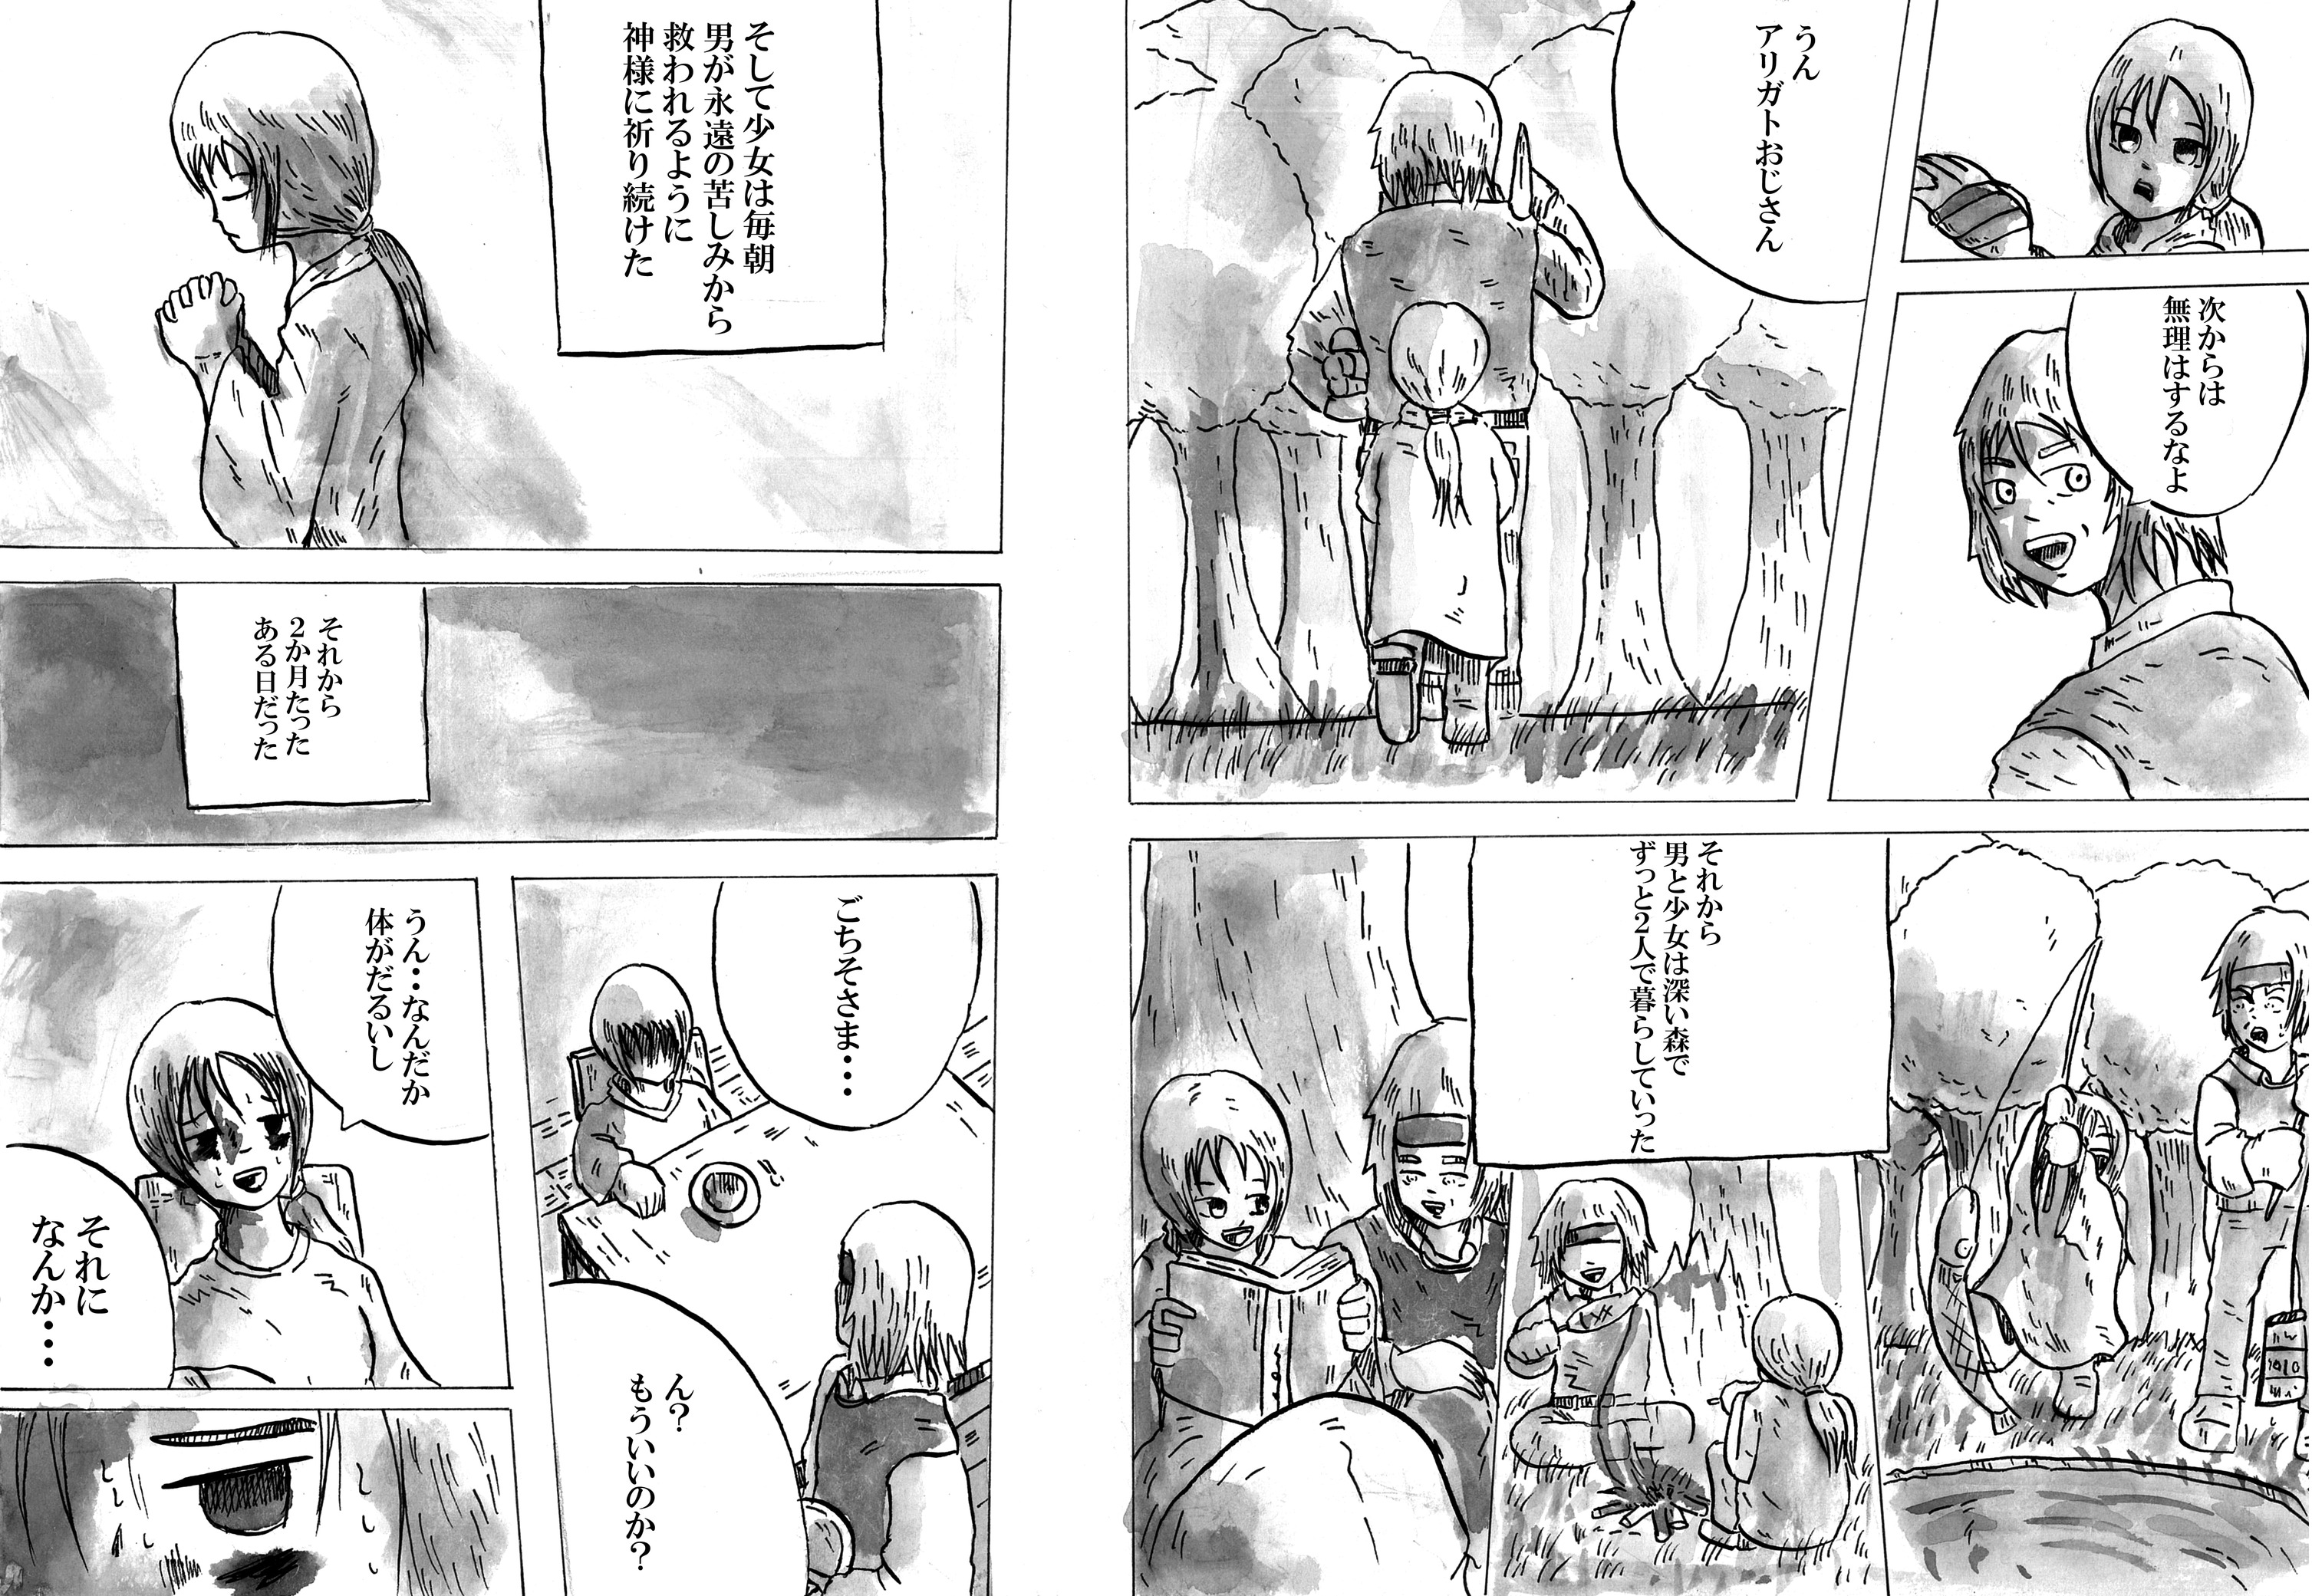 次からは
無理はするなよ
うん
アリガトおじさん
それから
男と少女は深い森で
ずっと2人で暮らしていった
そして少女は毎朝
男が永遠の苦しみから
救われるように
神様に祈り続けた
それから
2か月たった
ある日だった
ごちそさま・・・
ん?
もういいのか?
うん・・なんだか
体がだるいし
それに
なんか・・・